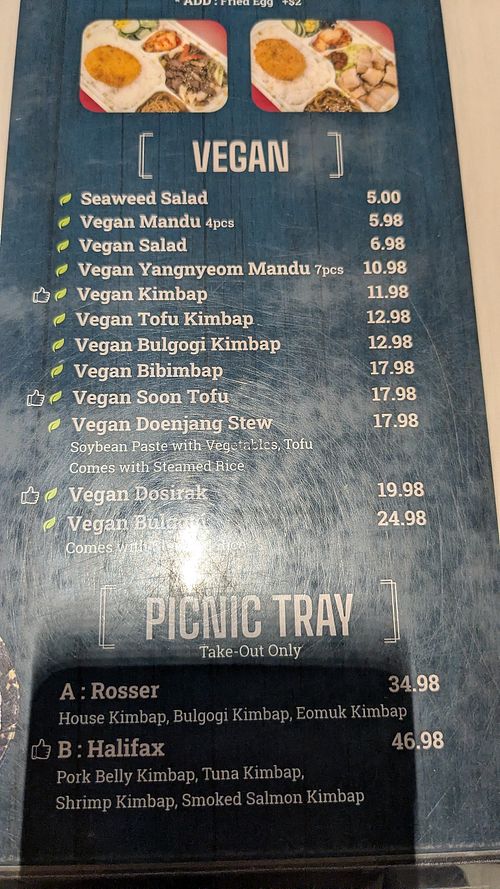 * ADD : Fried Egg +$2
VEGAN
Seaweed Salad 5.00
Vegan Mandu 4pcs 5.98
Vegan Salad 6.98
Vegan Yangnyeom Mandu 7pcs 10.98
Vegan Kimbap 11.98
Vegan Tofu Kimbap 12.98
Vegan Bulgogi Kimbap 12.98
Vegan Bibimbap 17.98
Vegan Soon Tofu 17.98
Vegan Doenjang Stew 17.98
Soybean Paste with Vegetables, Tofu
Comes with Steamed Rice
Vegan Dosirak 19.98
Vegan 24.98
Comes with
PICNIC TRAY
Take-Out Only
A : Rosser 34.98
House Kimbap, Bulgogi Kimbap, Eomuk Kimbap
B : Halifax 46.98
Pork Belly Kimbap, Tuna Kimbap,
Shrimp Kimbap, Smoked Salmon Kimbap